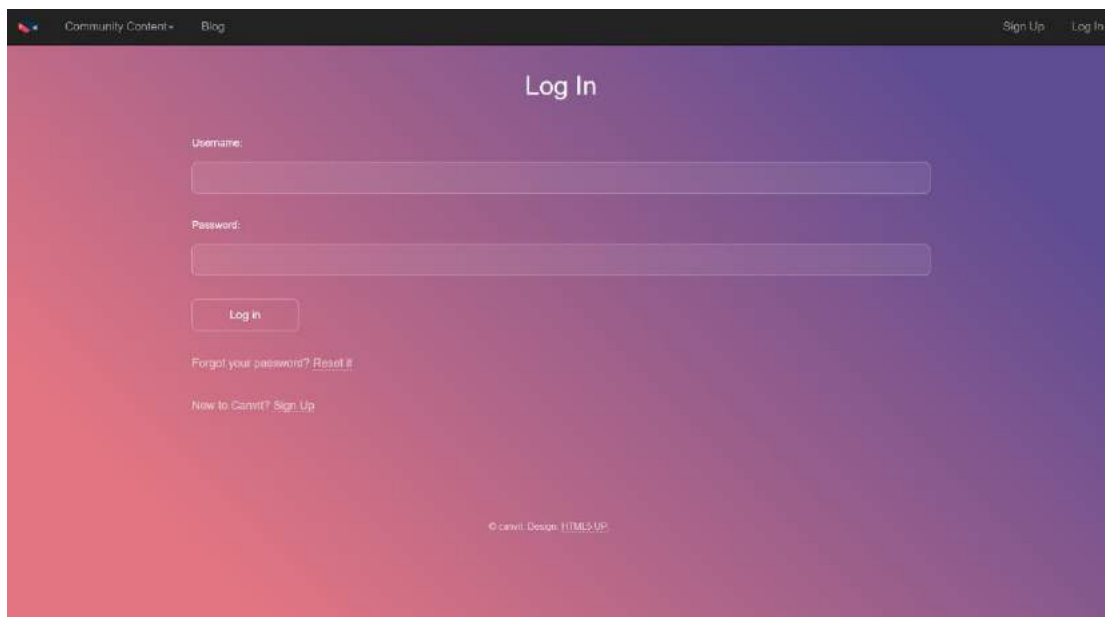 Community Content
Blog
Sign Up
Log In
Log In
Username:
Password:
Log in
Forgot your password? Reset it
New to Canvit? Sign Up
© canvit. Design: HTML5 UP.